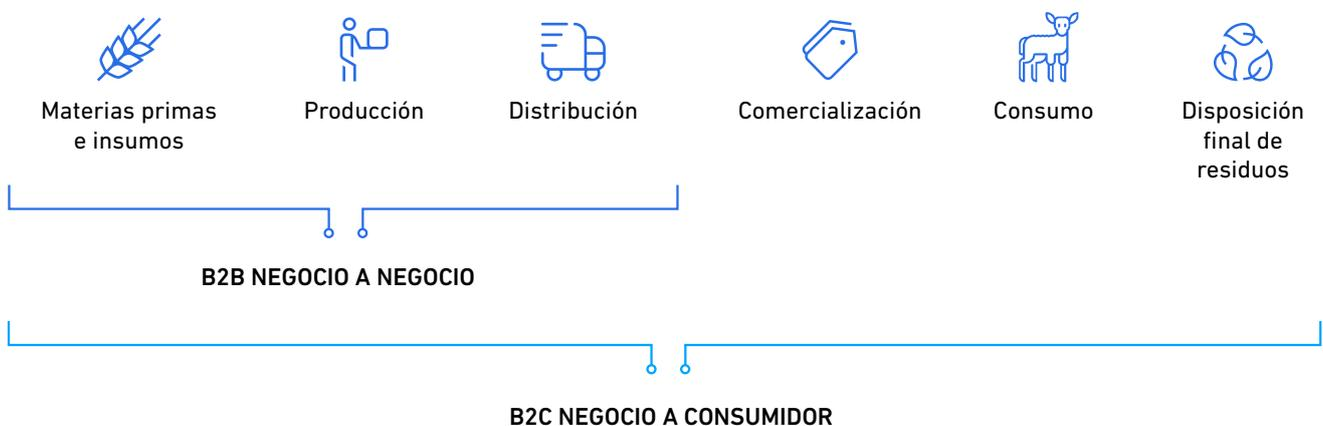 Materias primas
e insumos
Producción
Distribución
Comercialización
Consumo
Disposición
final de
residuos
B2B NEGOCIO A NEGOCIO
B2C NEGOCIO A CONSUMIDOR